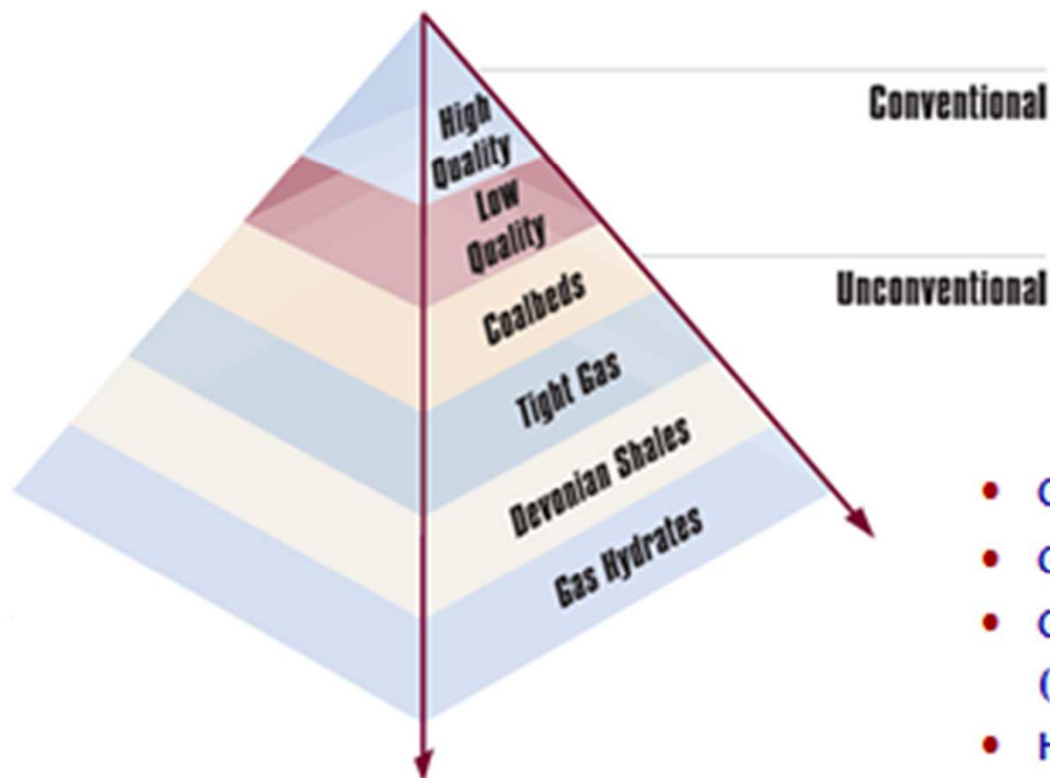 High
Quality
Low
Quality
Coalbeds
Tight Gas
Devonian Shales
Gas Hydrates
Conventional
Unconventional